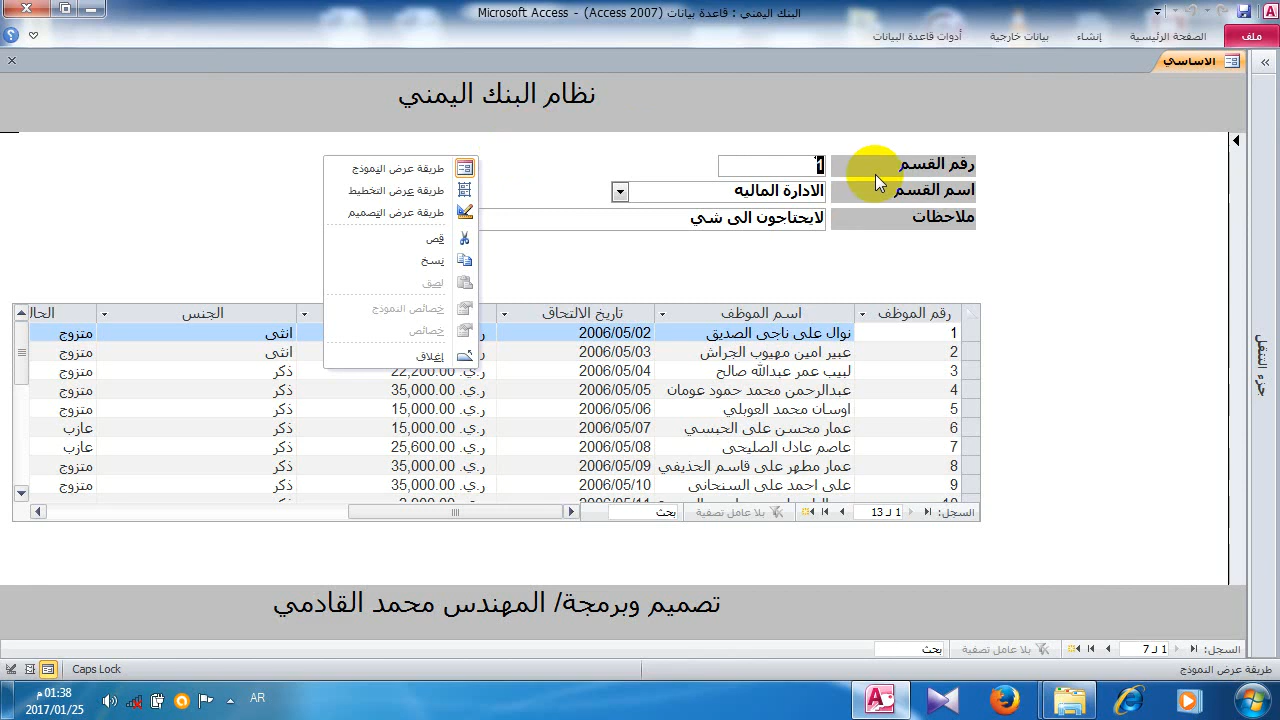 البنك اليمني : قاعدة بيانات (Access 2007) - Microsoft Access
ملف الصفحة الرئيسية إنشاء بيانات خارجية أدوات قاعدة البيانات
الاساسي
نظام البنك اليمني
رقم القسم 1
اسم القسم الادارة الماليه
ملاحظات لايحتاجون الى شي
طريقة عرض النموذج
طريقة عرض التخطيط
طريقة عرض التصميم
قص
نسخ
لصق
خصائص النموذج
خصائص
إغلاق
جزء التنقل
رقم الموظف اسم الموظف تاريخ الالتحاق الجنس الحال
1 نوال على ناجى الصديق 2006/05/02 انثى متزوج
2 عبير امين مهيوب الجراش 2006/05/03 انثى متزوج
3 لبيب عمر عبدالله صالح 2006/05/04 ر.ي. 22,200.00 ذكر متزوج
4 عبدالرحمن محمد حمود عومان 2006/05/05 ر.ي. 35,000.00 ذكر متزوج
5 اوسان محمد العوبلي 2006/05/06 ر.ي. 15,000.00 ذكر متزوج
6 عمار محسن على الحبسي 2006/05/07 ر.ي. 15,000.00 ذكر عازب
7 عاصم عادل الصليحى 2006/05/08 ر.ي. 25,600.00 ذكر عازب
8 عمار مطهر على قاسم الحذيفي 2006/05/09 ر.ي. 35,000.00 ذكر متزوج
9 على احمد على السنحانى 2006/05/10 ر.ي. 35,000.00 ذكر متزوج
السجل: 1 لـ 13 بلا عامل تصفية بحث
تصميم وبرمجة/ المهندس محمد القادمي
السجل: 1 لـ 7 بلا عامل تصفية بحث
طريقة عرض النموذج Caps Lock
AR
01:38 م
2017/01/25